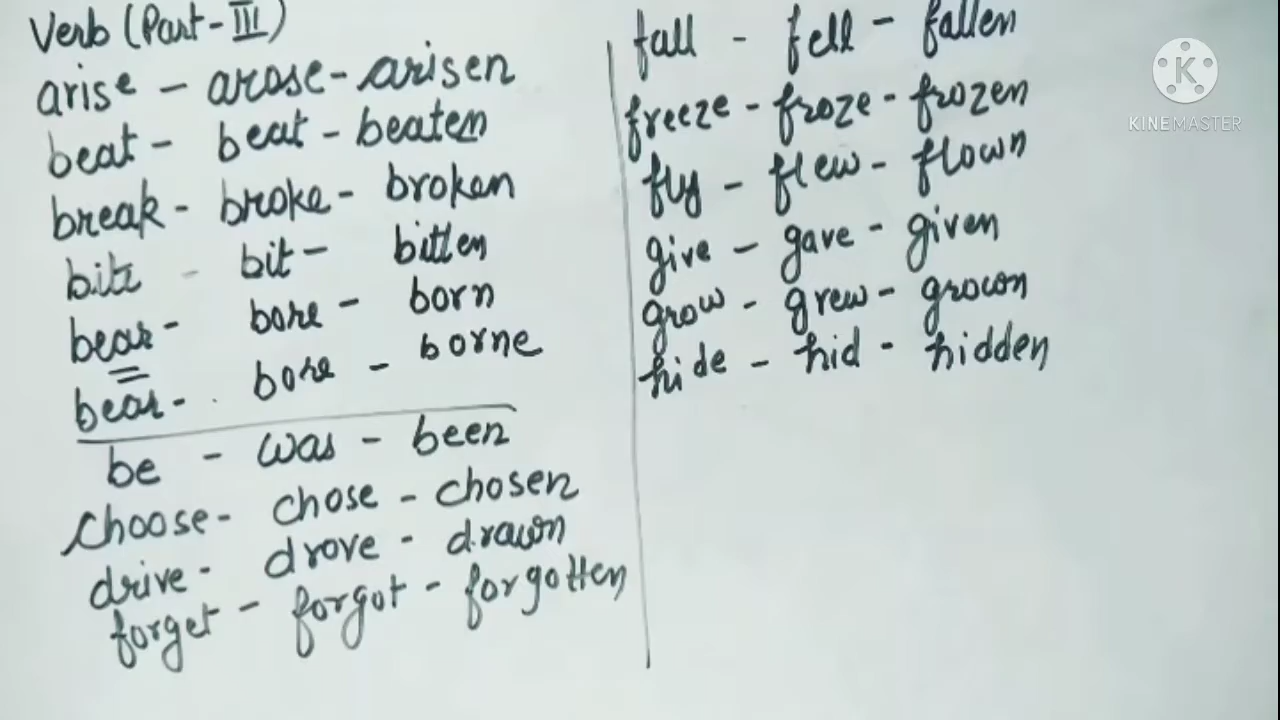 Verb (Part-III)
arise - arose - arisen
beat - beat - beaten
break - broke - broken
bite - bit - bitten
bear - bore - born
bear - bore - borne
be - was - been
choose - chose - chosen
drive - drove - drawn
forget - forgot - forgotten
fall - fell - fallen
freeze - froze - frozen
fly - flew - flown
give - gave - given
grow - grew - grown
hide - hid - hidden
K
KINEMASTER